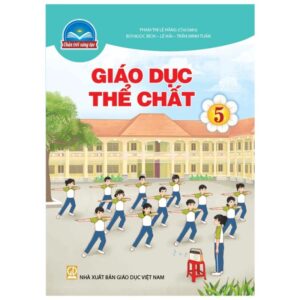 PHẠM THỊ LỆ HẰNG (Chủ biên)
BÙI NGỌC BÍCH – LÊ HẢI – TRẦN MINH TUẤN
Chân trời sáng tạo
GIÁO DỤC
THỂ CHẤT
5
NHÀ XUẤT BẢN GIÁO DỤC VIỆT NAM